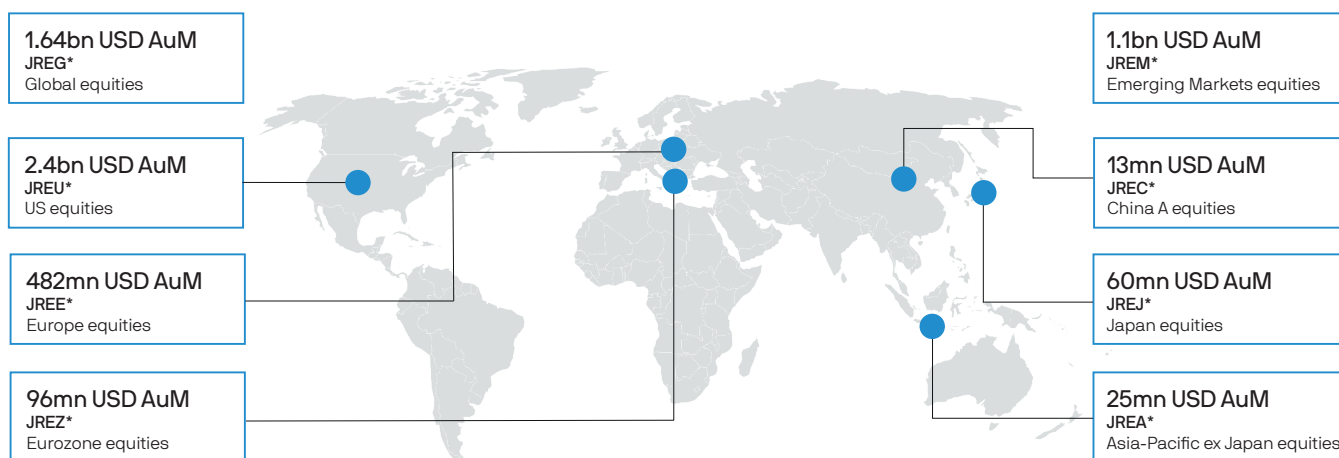 1.64bn USD AuM
JREG*
Global equities
2.4bn USD AuM
JREU*
US equities
482mn USD AuM
JREE*
Europe equities
96mn USD AuM
JREZ*
Eurozone equities
1.1bn USD AuM
JREM*
Emerging Markets equities
13mn USD AuM
JREC*
China A equities
60mn USD AuM
JREJ*
Japan equities
25mn USD AuM
JREA*
Asia-Pacific ex Japan equities